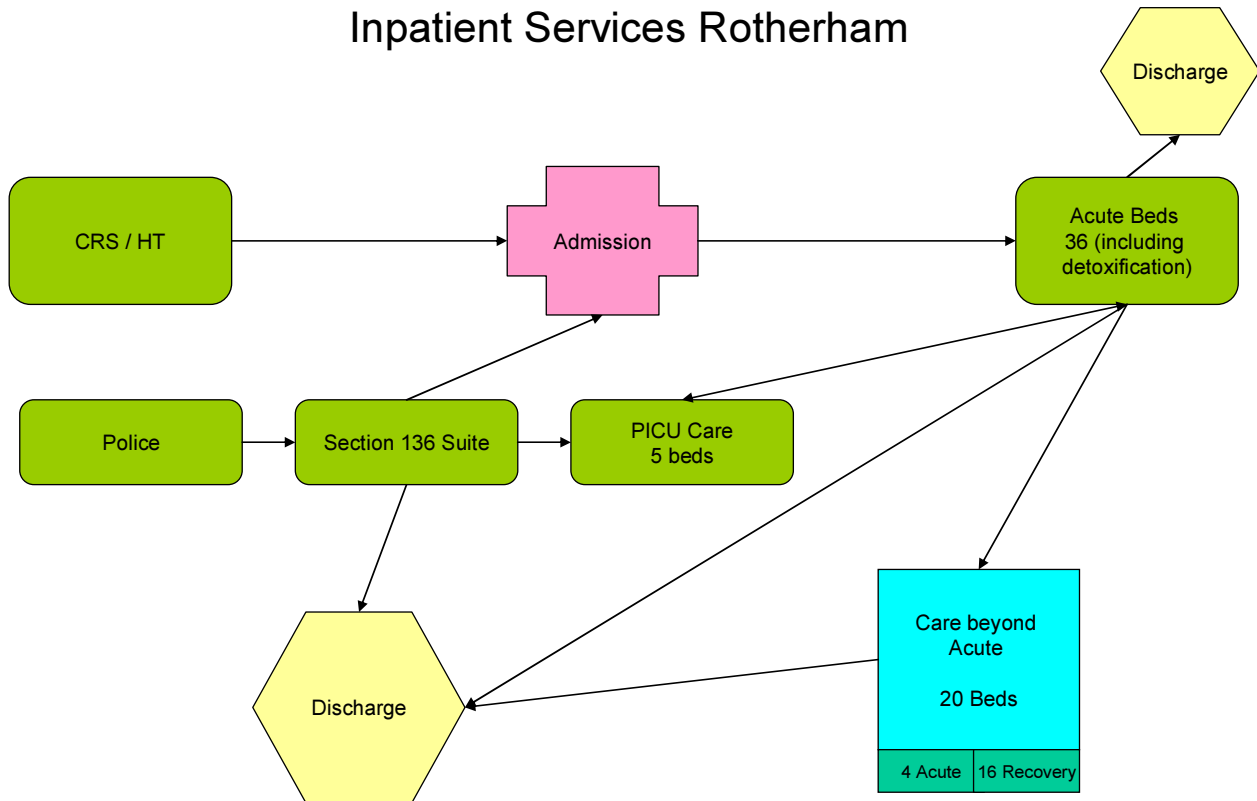 Inpatient Services Rotherham
Discharge
CRS / HT
Admission
Acute Beds
36 (including
detoxification)
Police
Section 136 Suite
PICU Care
5 beds
Care beyond
Acute
20 Beds
Discharge
4 Acute
16 Recovery